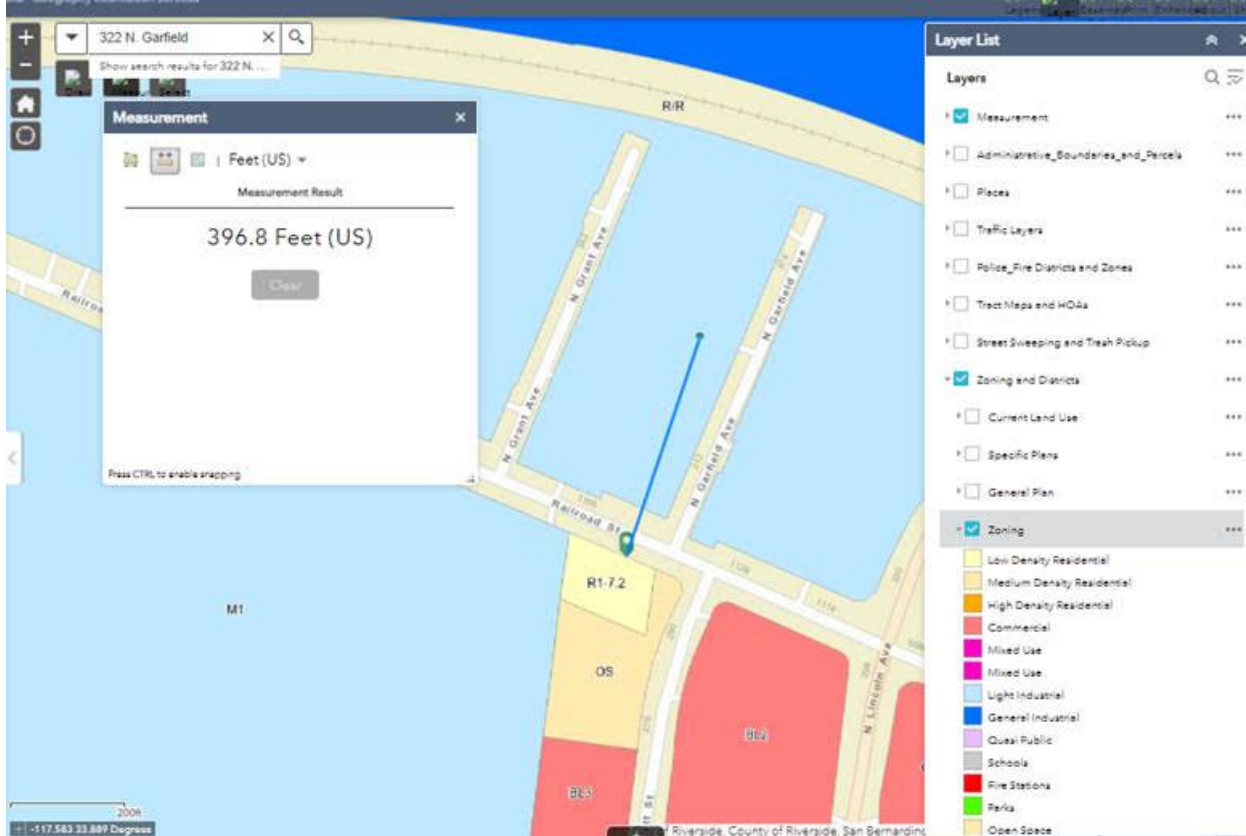 322 N. Garfield
Show search results for 322 N. ...
Measurement
Feet (US)
Measurement Result
396.8 Feet (US)
Clear
Press CTRL to enable snapping
R/R
N Grant Ave
N Grant Ave
N Garfield Ave
N Garfield Ave
Railroad St
R1-7.2
M1
OS
BL2
BL3
N Lincoln Ave
200ft
-117.583 33.889 Degrees
of Riverside, County of Riverside, San Bernardino
Layer List
Layers
Measurement
Administrative_Boundaries_and_Parcels
Places
Traffic Layers
Police_Fire Districts and Zones
Tract Maps and HOAs
Street Sweeping and Trash Pickup
Zoning and Districts
Current Land Use
Specific Plans
General Plan
Zoning
Low Density Residential
Medium Density Residential
High Density Residential
Commercial
Mixed Use
Mixed Use
Light Industrial
General Industrial
Quasi Public
Schools
Fire Stations
Parks
Open Space